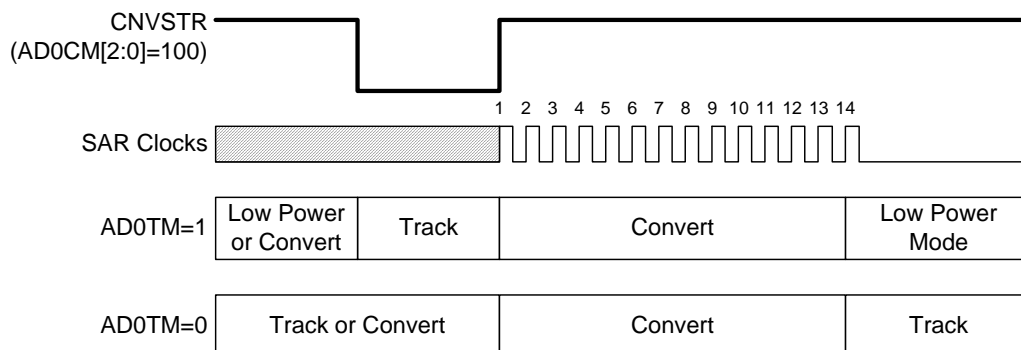 CNVSTR
(AD0CM[2:0]=100)
1 2 3 4 5 6 7 8 9 10 11 12 13 14
SAR Clocks
AD0TM=1
Low Power
or Convert
Track
Convert
Low Power
Mode
AD0TM=0
Track or Convert
Convert
Track